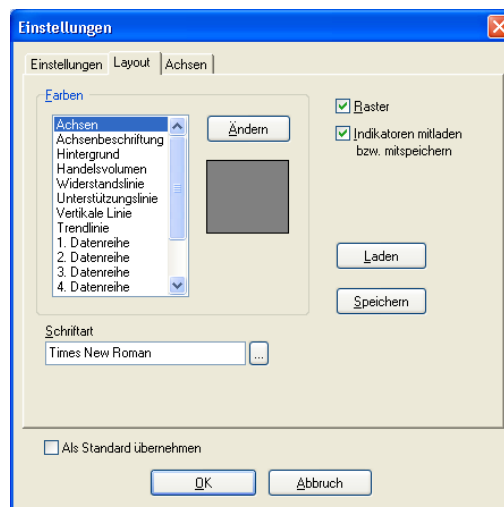 Einstellungen
Einstellungen Layout Achsen
Farben
Achsen
Achsenbeschriftung
Hintergrund
Handelsvolumen
Widerstandslinie
Unterstützungslinie
Vertikale Linie
Trendlinie
1. Datenreihe
2. Datenreihe
3. Datenreihe
4. Datenreihe
Ändern
Raster
Indikatoren mitladen
bzw. mitspeichern
Laden
Speichern
Schriftart
Times New Roman
...
Als Standard übernehmen
OK
Abbruch